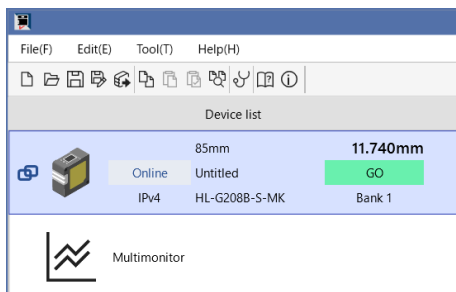 File(F) Edit(E) Tool(T) Help(H)
Device list
85mm 11.740mm
Online Untitled GO
IPv4 HL-G208B-S-MK Bank 1
Multimonitor